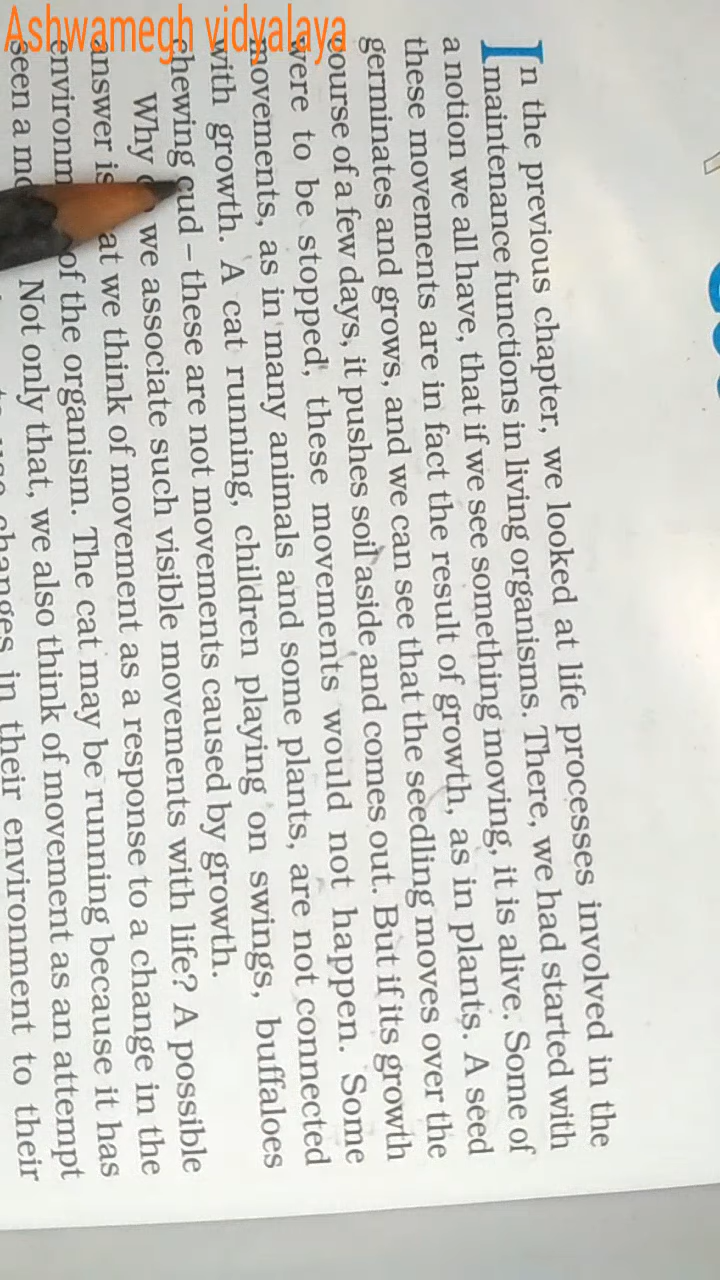 Ashwamegh vidyalaya
In the previous chapter, we looked at life processes involved in the
maintenance functions in living organisms. There, we had started with
a notion we all have, that if we see something moving, it is alive. Some of
these movements are in fact the result of growth, as in plants. A seed
germinates and grows, and we can see that the seedling moves over the
course of a few days, it pushes soil aside and comes out. But if its growth
were to be stopped, these movements would not happen. Some
movements, as in many animals and some plants, are not connected
with growth. A cat running, children playing on swings, buffaloes
chewing cud – these are not movements caused by growth.
Why we associate such visible movements with life? A possible
answer is at we think of movement as a response to a change in the
environm of the organism. The cat may be running because it has
seen a Not only that, we also think of movement as an attempt
changes in their environment to their